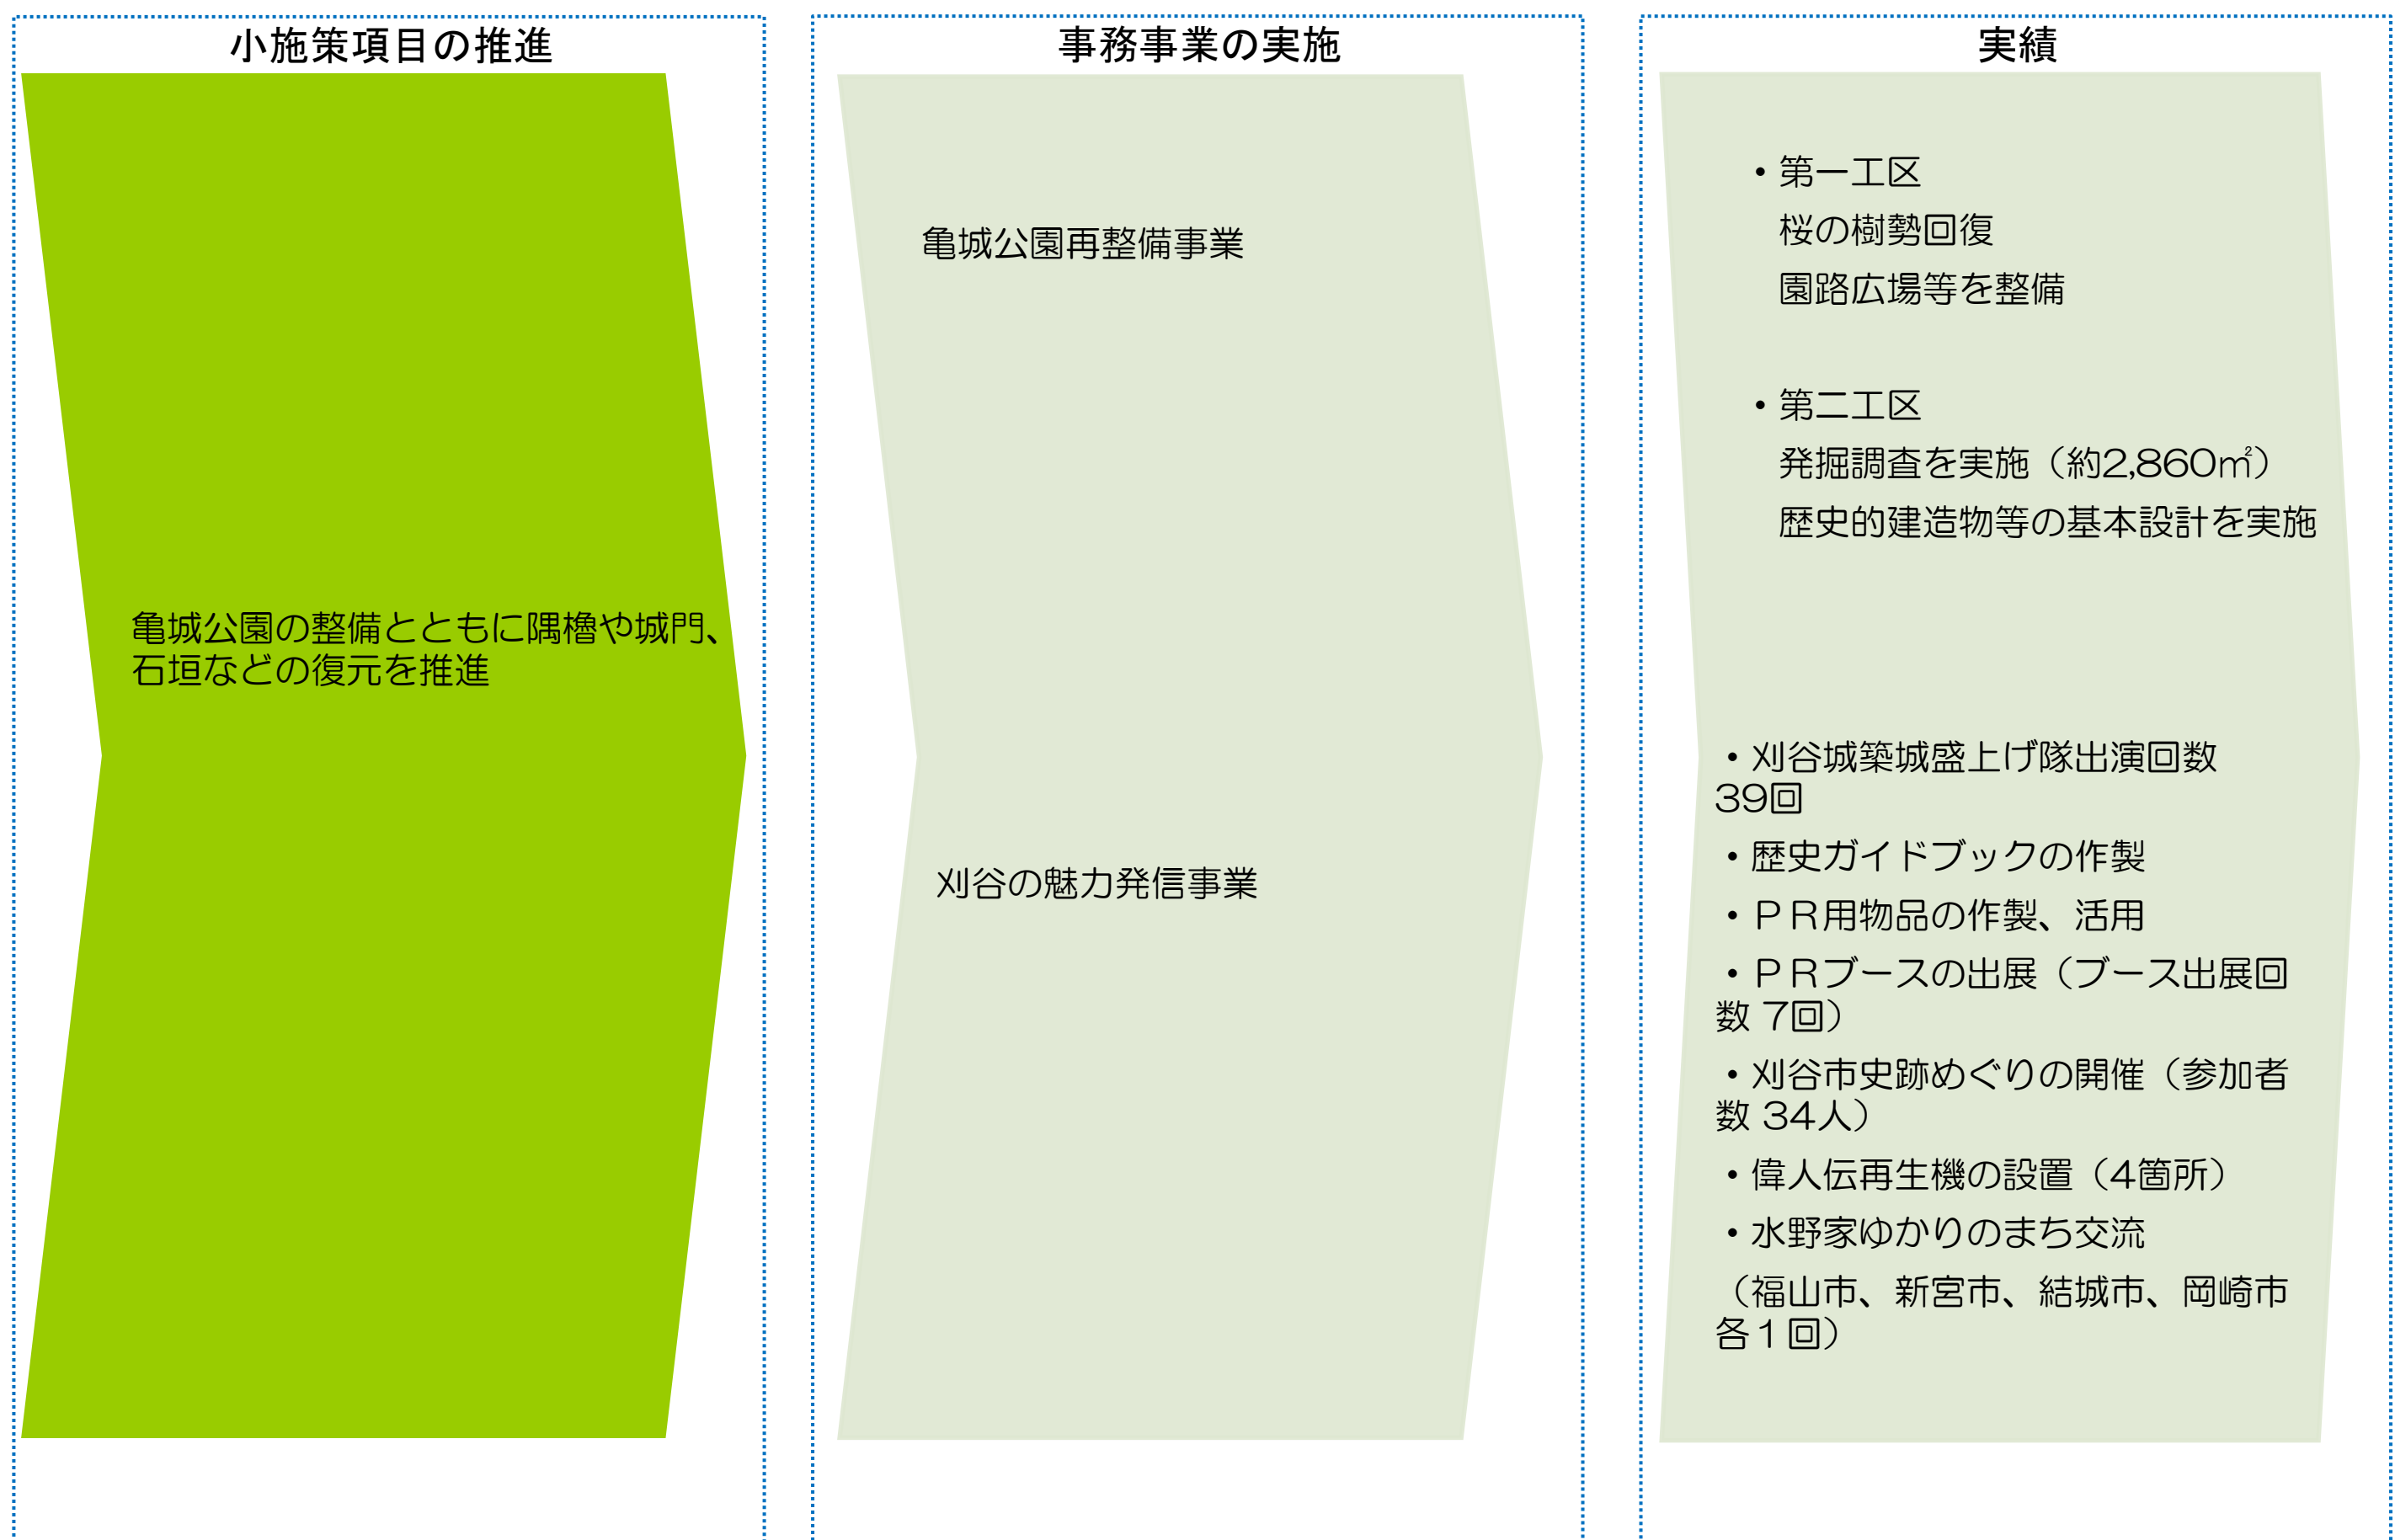 小施策項目の推進
亀城公園の整備とともに隅櫓や城門、
石垣などの復元を推進
事務事業の実施
亀城公園再整備事業
刈谷の魅力発信事業
実績
・第一工区
桜の樹勢回復
園路広場等を整備
・第二工区
発掘調査を実施（約2,860㎡）
歴史的建造物等の基本設計を実施
・刈谷城築城盛上げ隊出演回数
39回
・歴史ガイドブックの作製
・ＰＲ用物品の作製、活用
・ＰＲブースの出展（ブース出展回
数 7回）
・刈谷市史跡めぐりの開催（参加者
数 34人）
・偉人伝再生機の設置（4箇所）
・水野家ゆかりのまち交流
（福山市、新宮市、結城市、岡崎市
各１回）